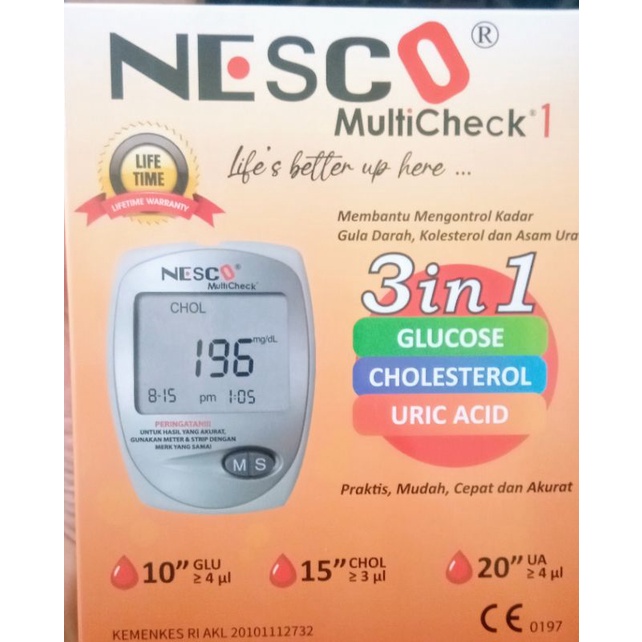 NESCO®
MultiCheck® 1
Life's better up here ...
LIFE
TIME
LIFETIME WARRANTY
Membantu Mengontrol Kadar
Gula Darah, Kolesterol dan Asam Ura
3in1
GLUCOSE
CHOLESTEROL
URIC ACID
NESCO®
MultiCheck®
CHOL
196 mg/dL
8-15 pm 1:05
PERINGATAN!!
UNTUK HASIL YANG AKURAT,
GUNAKAN METER & STRIP DENGAN
MERK YANG SAMA!
M S
Praktis, Mudah, Cepat dan Akurat
10” GLU
≥ 4 µl
15” CHOL
≥ 3 µl
20” UA
≥ 4 µl
KEMENKES RI AKL 20101112732
CE 0197